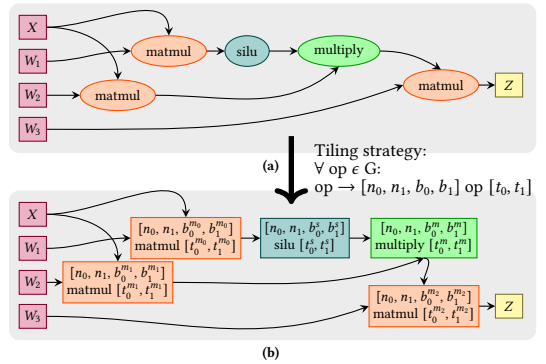 X
matmul
silu
multiply
W₁
W₂
matmul
matmul
Z
W₃
(a)
Tiling strategy:
∀ op ϵ G:
op → [n₀, n₁, b₀, b₁] op [t₀, t₁]
X
[n₀, n₁, b₀^{m₀}, b₁^{m₀}]
matmul [t₀^{m₀}, t₁^{m₀}]
[n₀, n₁, b₀^s, b₁^s]
silu [t₀^s, t₁^s]
[n₀, n₁, b₀^m, b₁^m]
multiply [t₀^m, t₁^m]
W₁
W₂
[n₀, n₁, b₀^{m₁}, b₁^{m₁}]
matmul [t₀^{m₁}, t₁^{m₁}]
[n₀, n₁, b₀^{m₂}, b₁^{m₂}]
matmul [t₀^{m₂}, t₁^{m₂}]
Z
W₃
(b)